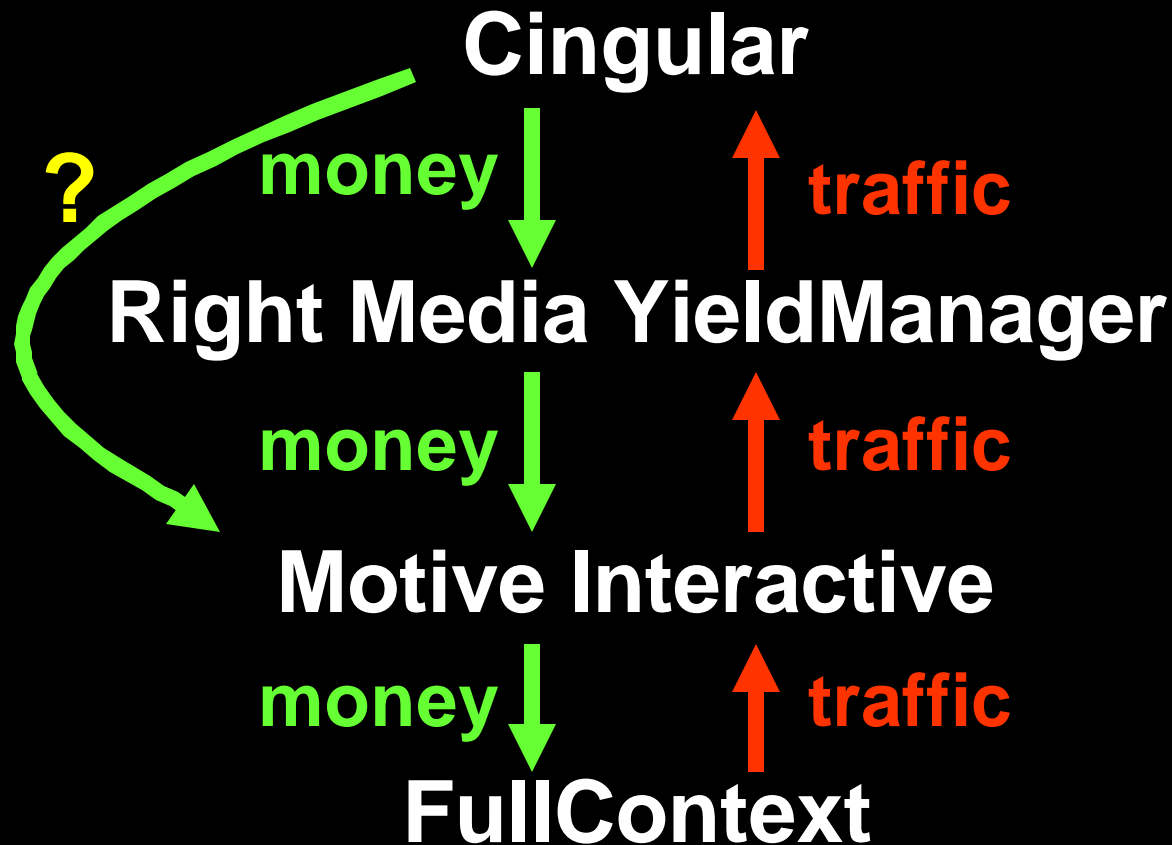 Cingular
?
money
traffic
Right Media YieldManager
money
traffic
Motive Interactive
money
traffic
FullContext